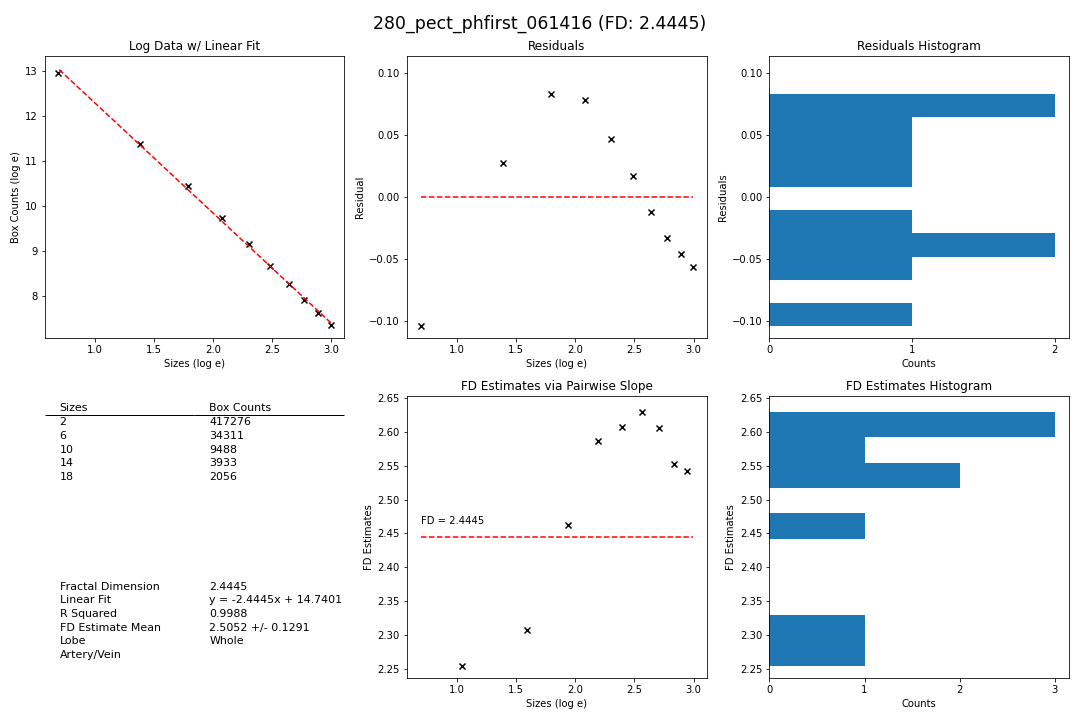 280_pect_phfirst_061416 (FD: 2.4445)
Log Data w/ Linear Fit
Box Counts (log e)
13
12
11
10
9
8
1.0 1.5 2.0 2.5 3.0
Sizes (log e)
Residuals
Residual
0.10
0.05
0.00
−0.05
−0.10
1.0 1.5 2.0 2.5 3.0
Sizes (log e)
Residuals Histogram
Residuals
0.10
0.05
0.00
−0.05
−0.10
0 1 2
Counts
Sizes Box Counts
2 417276
6 34311
10 9488
14 3933
18 2056
Fractal Dimension 2.4445
Linear Fit y = -2.4445x + 14.7401
R Squared 0.9988
FD Estimate Mean 2.5052 +/- 0.1291
Lobe Whole
Artery/Vein
FD Estimates via Pairwise Slope
FD Estimates
2.65
2.60
2.55
2.50
2.45
2.40
2.35
2.30
2.25
FD = 2.4445
1.0 1.5 2.0 2.5 3.0
Sizes (log e)
FD Estimates Histogram
FD Estimates
2.65
2.60
2.55
2.50
2.45
2.40
2.35
2.30
2.25
0 1 2 3
Counts